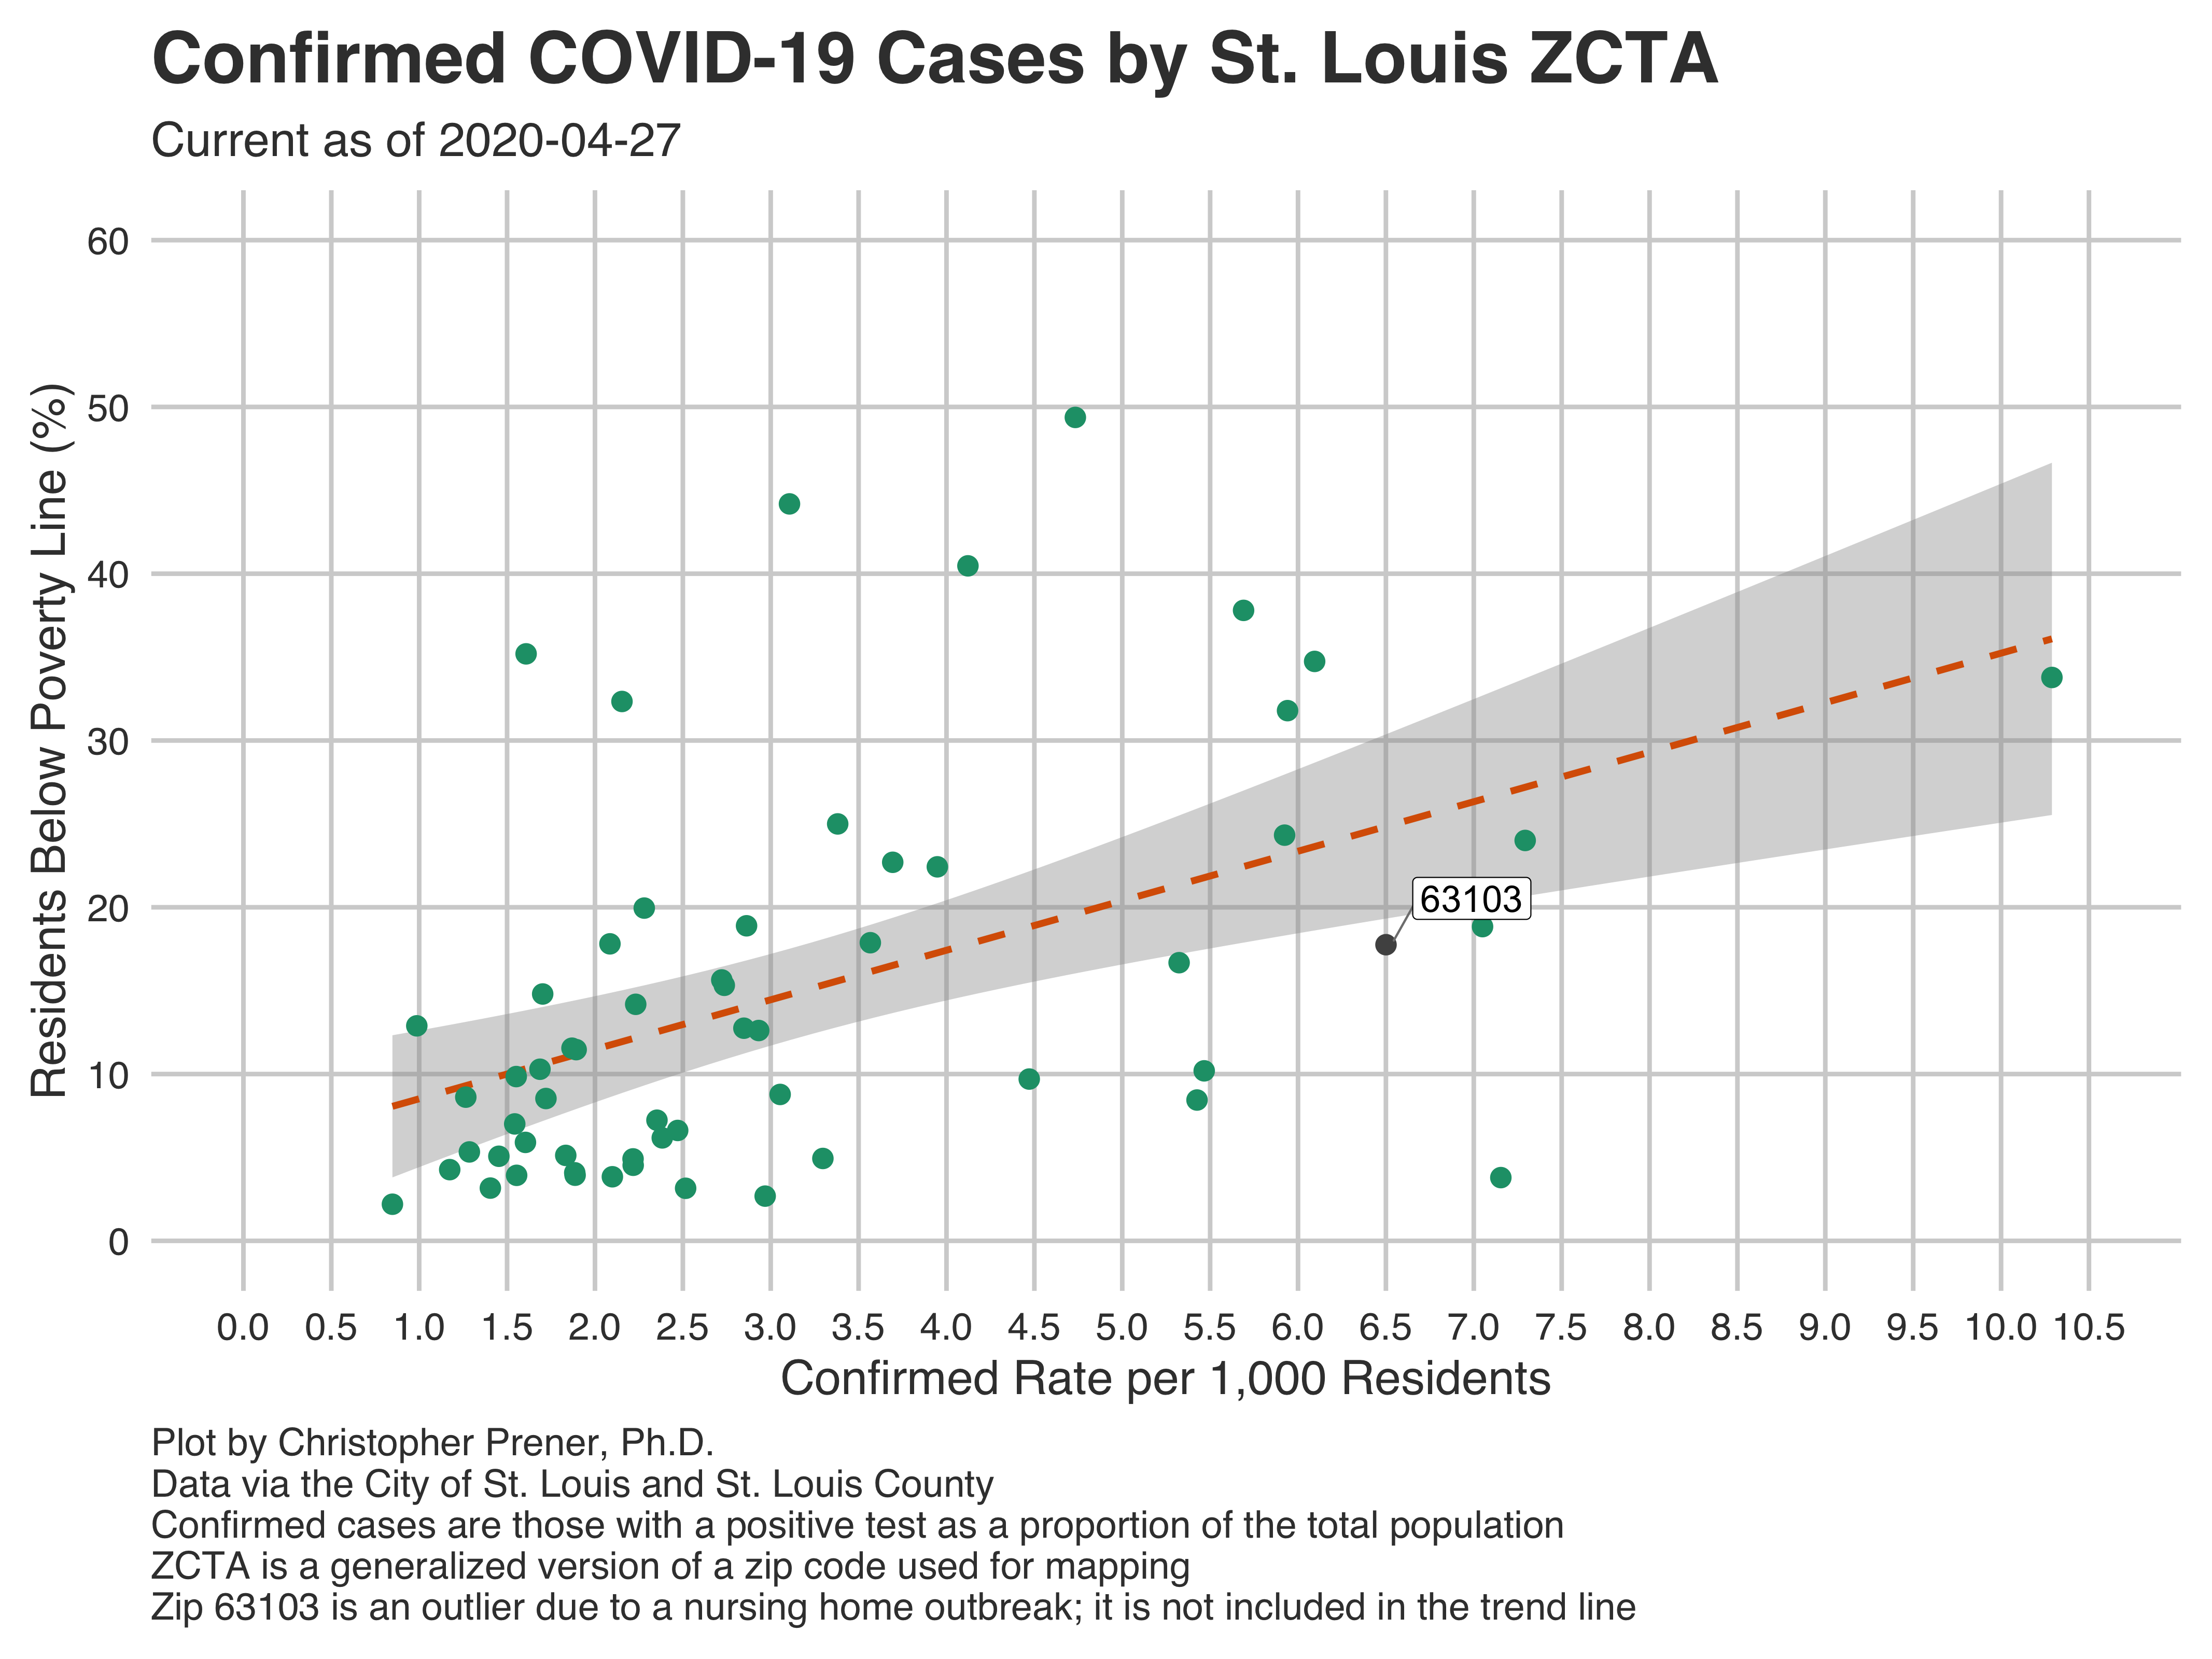 Confirmed COVID-19 Cases by St. Louis ZCTA
Current as of 2020-04-27
Residents Below Poverty Line (%)
60
50
40
30
20
10
0
63103
0.0 0.5 1.0 1.5 2.0 2.5 3.0 3.5 4.0 4.5 5.0 5.5 6.0 6.5 7.0 7.5 8.0 8.5 9.0 9.5 10.0 10.5
Confirmed Rate per 1,000 Residents
Plot by Christopher Prener, Ph.D.
Data via the City of St. Louis and St. Louis County
Confirmed cases are those with a positive test as a proportion of the total population
ZCTA is a generalized version of a zip code used for mapping
Zip 63103 is an outlier due to a nursing home outbreak; it is not included in the trend line